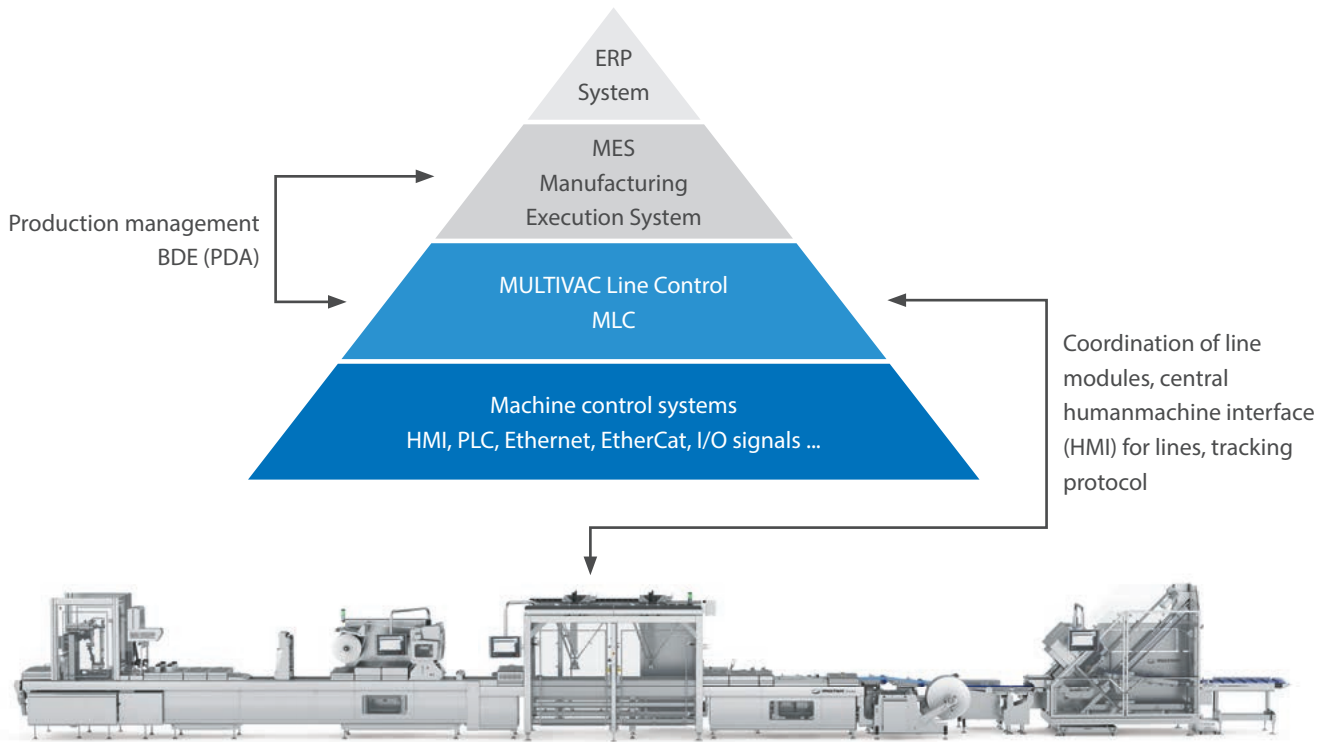 ERP
System
MES
Manufacturing
Execution System
Production management
BDE (PDA)
MULTIVAC Line Control
MLC
Coordination of line
modules, central
humanmachine interface
(HMI) for lines, tracking
protocol
Machine control systems
HMI, PLC, Ethernet, EtherCat, I/O signals ...